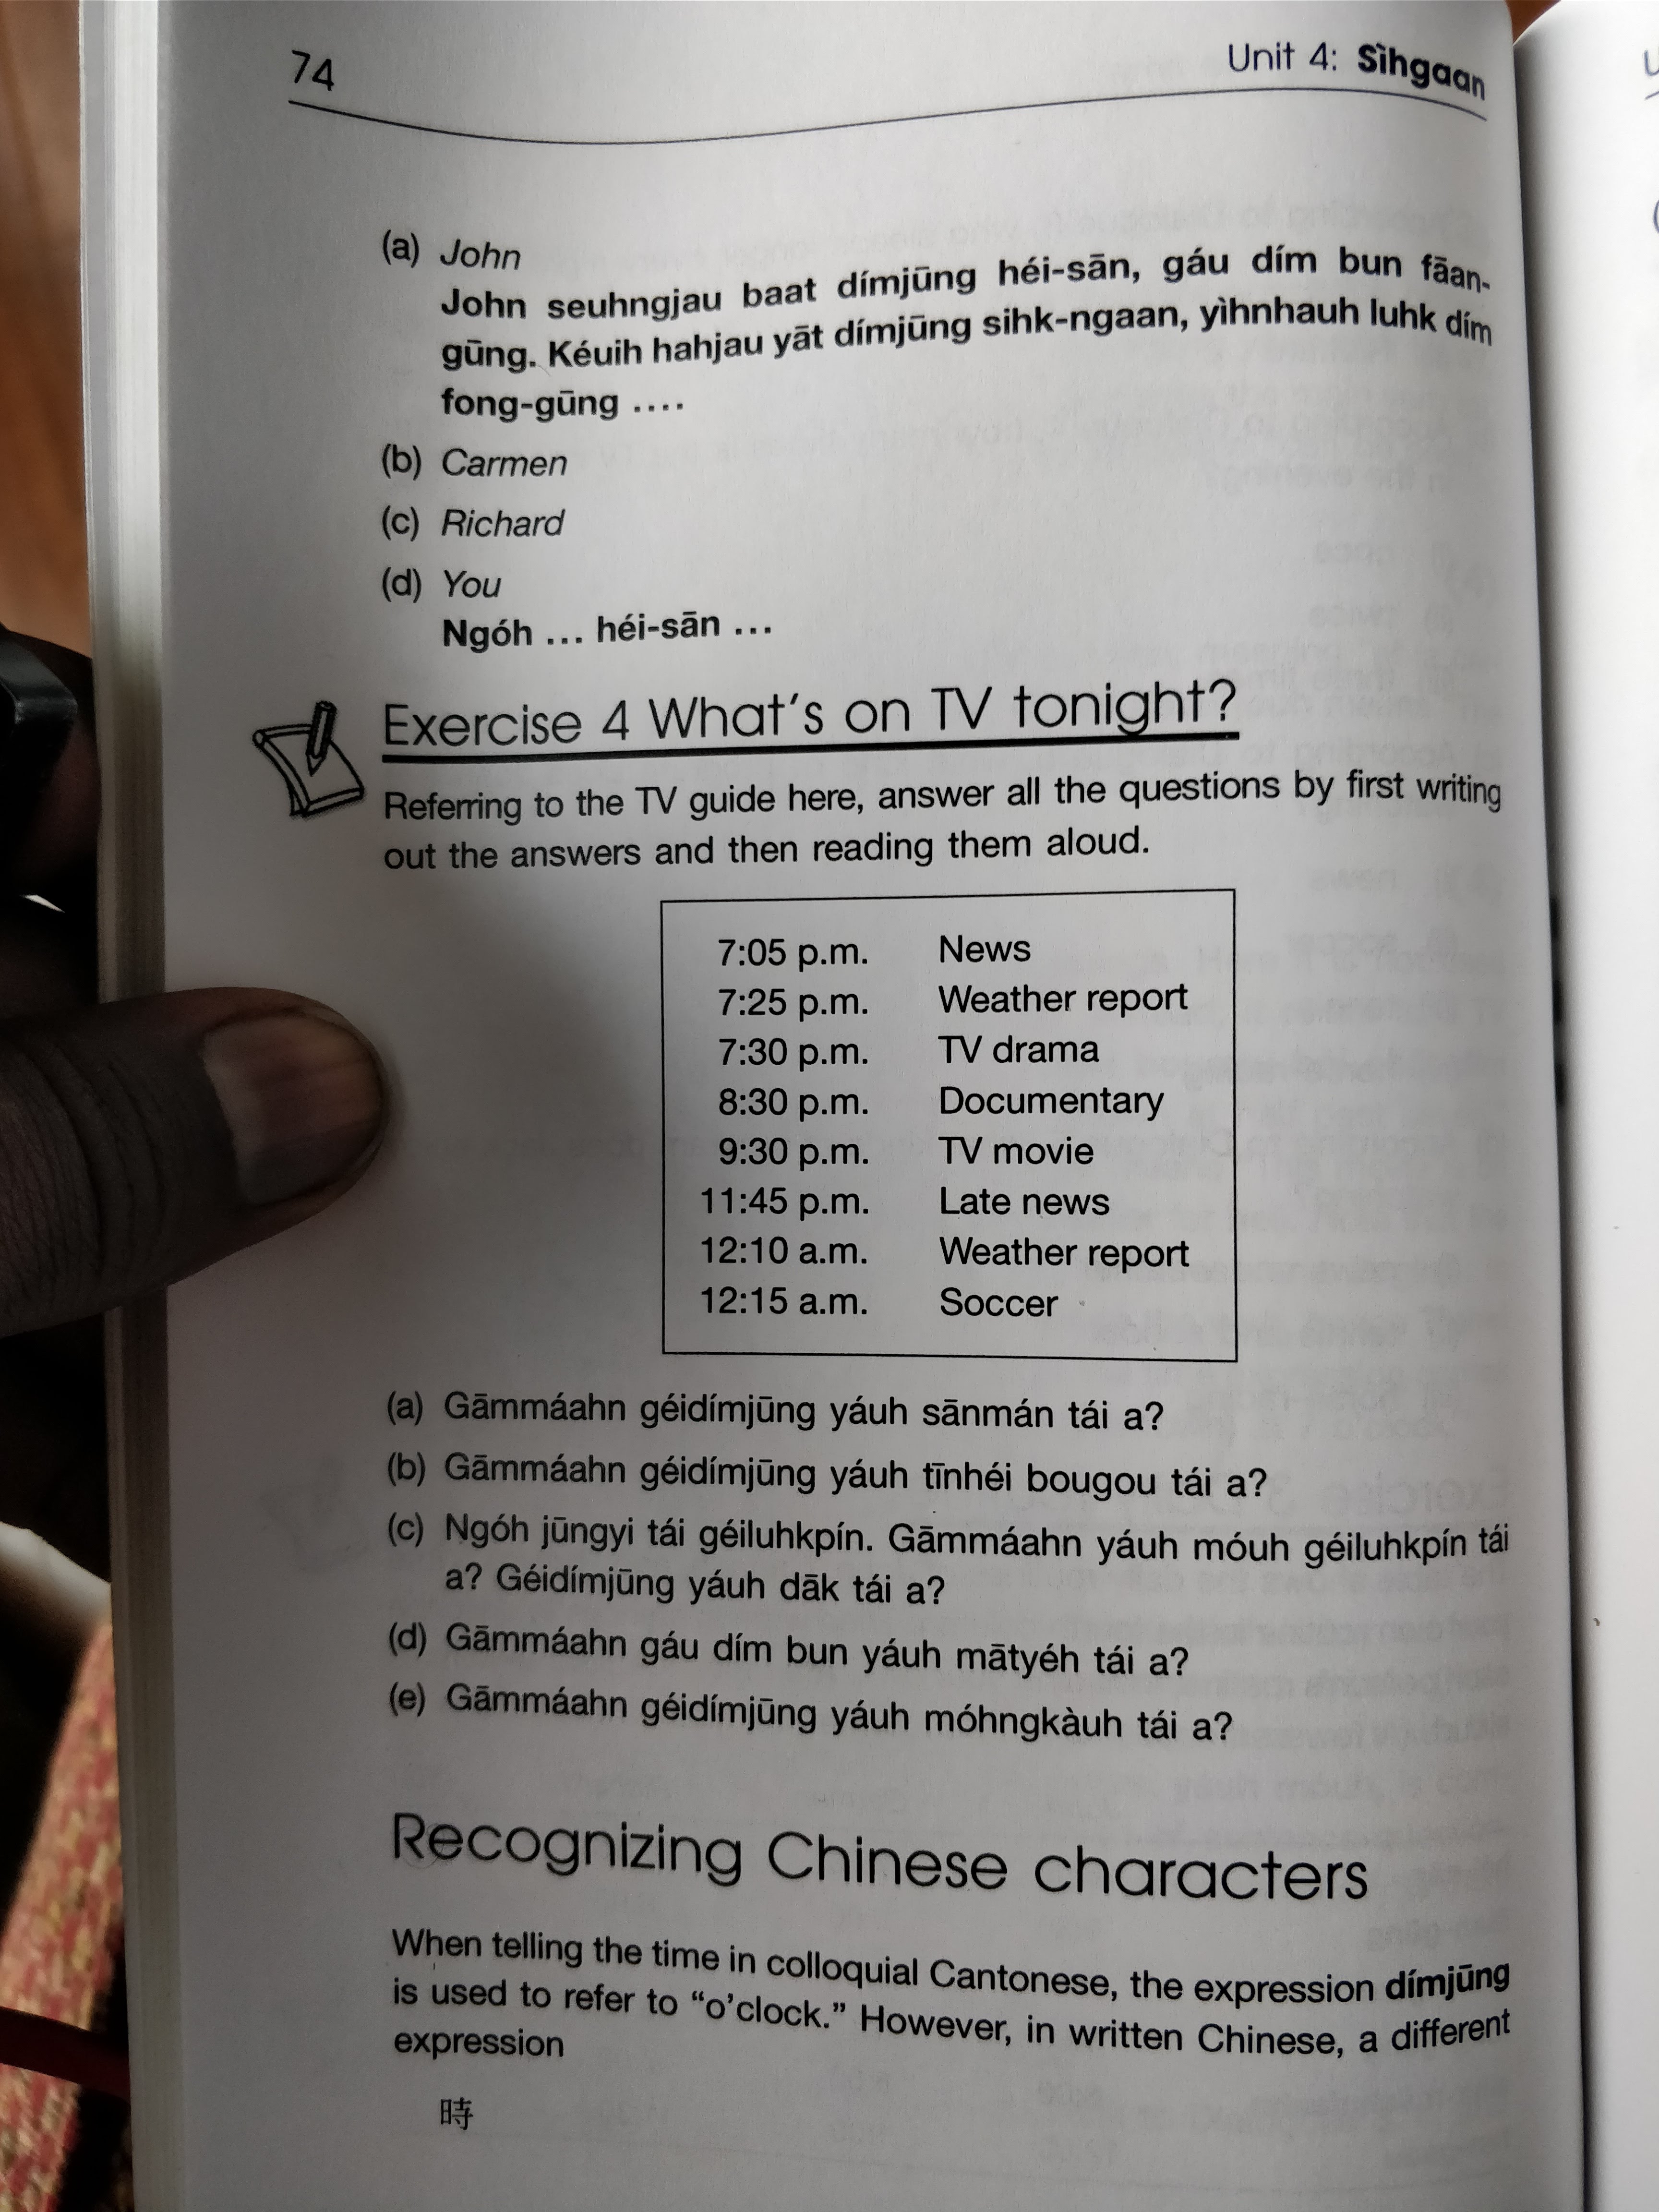 74
Unit 4: Sìhgaan
(a) John
John seuhngjau baat dímjūng héi-sān, gáu dím bun fāan-
gūng. Kéuih hahjau yāt dímjūng sihk-ngaan, yìhnhauh luhk dím
fong-gūng ....
(b) Carmen
(c) Richard
(d) You
Ngóh ... héi-sān ...
Exercise 4 What's on TV tonight?
Referring to the TV guide here, answer all the questions by first writing
out the answers and then reading them aloud.
7:05 p.m. News
7:25 p.m. Weather report
7:30 p.m. TV drama
8:30 p.m. Documentary
9:30 p.m. TV movie
11:45 p.m. Late news
12:10 a.m. Weather report
12:15 a.m. Soccer
(a) Gāmmáahn géidímjūng yáuh sānmán tái a?
(b) Gāmmáahn géidímjūng yáuh tīnhéi bougou tái a?
(c) Ngóh jūngyi tái géiluhkpín. Gāmmáahn yáuh móuh géiluhkpín tái
a? Géidímjūng yáuh dāk tái a?
(d) Gāmmáahn gáu dím bun yáuh mātyéh tái a?
(e) Gāmmáahn géidímjūng yáuh móhngkàuh tái a?
Recognizing Chinese characters
When telling the time in colloquial Cantonese, the expression dímjūng
is used to refer to “o’clock.” However, in written Chinese, a different
expression
時